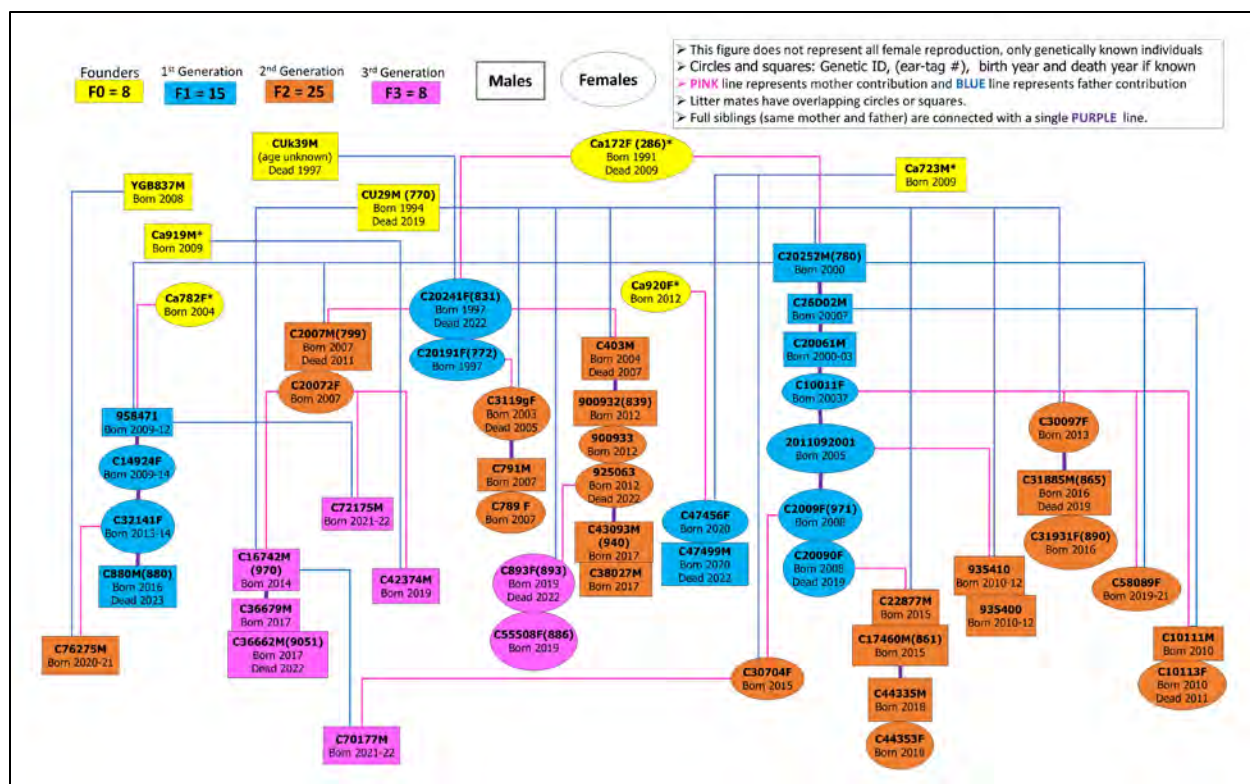 Founders
F0 = 8
1st Generation
F1 = 15
2nd Generation
F2 = 25
3rd Generation
F3 = 8
Males
Females
➢ This figure does not represent all female reproduction, only genetically known individuals
➢ Circles and squares: Genetic ID, (ear-tag #), birth year and death year if known
➢ PINK line represents mother contribution and BLUE line represents father contribution
➢ Litter mates have overlapping circles or squares.
➢ Full siblings (same mother and father) are connected with a single PURPLE line.
CUk39M
(age unknown)
Dead 1997
Ca172F (286)*
Born 1991
Dead 2009
Ca723M*
Born 2009
YGB837M
Born 2008
CU29M (770)
Born 1994
Dead 2019
Ca919M*
Born 2009
C20252M(780)
Born 2000
Ca782F*
Born 2004
C20241F(831)
Born 1997
Dead 2022
Ca920F*
Born 2012
C26D02M
Born 2000?
C2007M(799)
Born 2007
Dead 2011
C20191F(772)
Born 1997
C403M
Born 2004
Dead 2007
C20061M
Born 2000-03
C20072F
Born 2007
C10011F
Born 2003?
C3119gF
Born 2003
Dead 2005
900932(839)
Born 2012
C30097F
Born 2013
958471
Born 2009-12
900933
Born 2012
2011092001
Born 2005
C14924F
Born 2009-14
C791M
Born 2007
925063
Born 2012
Dead 2022
C31885M(865)
Born 2016
Dead 2019
C72175M
Born 2021-22
C789 F
Born 2007
C47456F
Born 2020
C2009F(971)
Born 2008
C32141F
Born 2013-14
C43093M
(940)
Born 2017
C31931F(890)
Born 2016
C16742M
(970)
Born 2014
C47499M
Born 2020
Dead 2022
C20090F
Born 2008
Dead 2019
C880M(880)
Born 2016
Dead 2023
C42374M
Born 2019
C893F(893)
Born 2019
Dead 2022
C38027M
Born 2017
935410
Born 2010-12
C58089F
Born 2019-21
C36679M
Born 2017
C22877M
Born 2015
935400
Born 2010-12
C36662M(9051)
Born 2017
Dead 2022
C55508F(886)
Born 2019
C17460M(861)
Born 2015
C10111M
Born 2010
C76275M
Born 2020-21
C30704F
Born 2015
C10113F
Born 2010
Dead 2011
C44335M
Born 2018
C70177M
Born 2021-22
C44353F
Born 2018